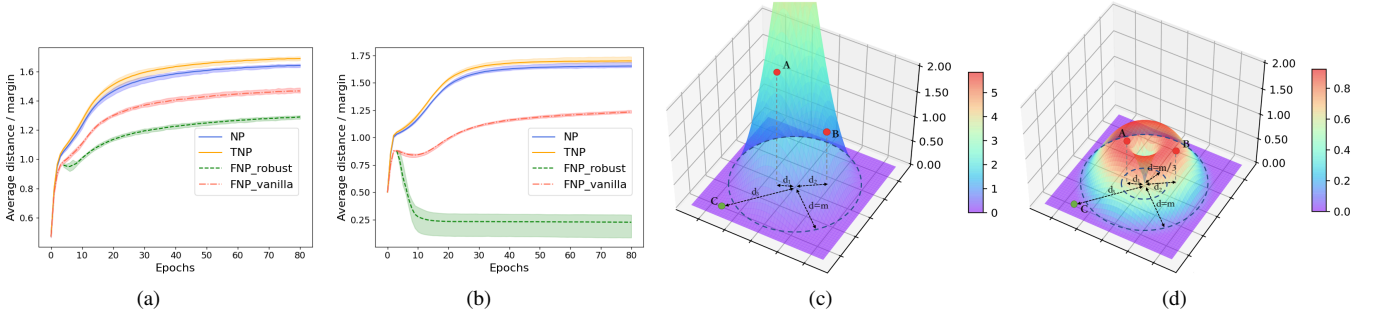 Average distance / margin
1.6
1.4
1.2
1.0
0.8
0.6
0 10 20 30 40 50 60 70 80
Epochs
NP
TNP
FNP_robust
FNP_vanilla
(a)
Average distance / margin
1.75
1.50
1.25
1.00
0.75
0.50
0.25
0 10 20 30 40 50 60 70 80
Epochs
NP
TNP
FNP_robust
FNP_vanilla
(b)
A
B
C
d₁
d₂
d=m
2.00
1.50
1.00
0.50
0.00
5
4
3
2
1
0
(c)
A
B
C
d=m/3
d=m
2.00
1.50
1.00
0.50
0.00
0.8
0.6
0.4
0.2
0.0
(d)